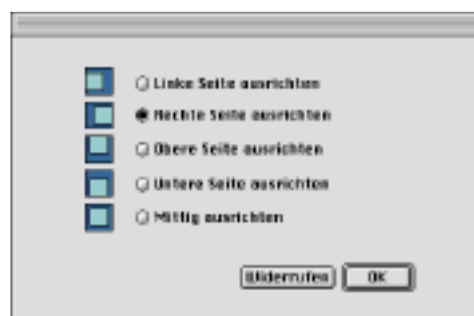 Linke Seite ausrichten
Rechte Seite ausrichten
Obere Seite ausrichten
Untere Seite ausrichten
Mittig ausrichten
Widerrufen OK